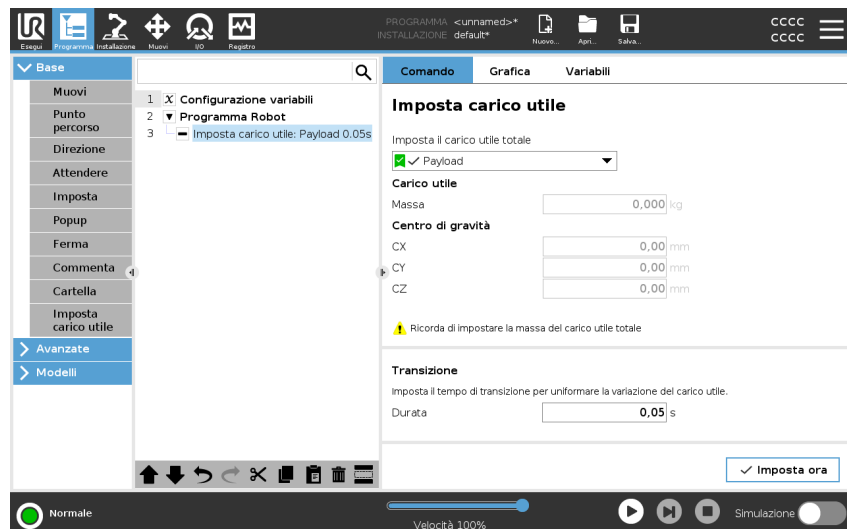 PROGRAMMA <unnamed>*
INSTALLAZIONE default*
CCCC
CCCC
Esegui
Programma
Installazione
Muovi
I/O
Registro
Nuovo...
Apri...
Salva...
Base
Muovi
Punto
percorso
Direzione
Attendere
Imposta
Popup
Ferma
Commenta
Cartella
Imposta
carico utile
Avanzate
Modelli
1 X Configurazione variabili
2 Programma Robot
3 Imposta carico utile: Payload 0.05s
Comando Grafica Variabili
Imposta carico utile
Imposta il carico utile totale
Payload
Carico utile
Massa 0,000 kg
Centro di gravità
CX 0,00 mm
CY 0,00 mm
CZ 0,00 mm
Ricorda di impostare la massa del carico utile totale
Transizione
Imposta il tempo di transizione per uniformare la variazione del carico utile.
Durata 0,05 s
Imposta ora
Normale
Velocità 100%
Simulazione